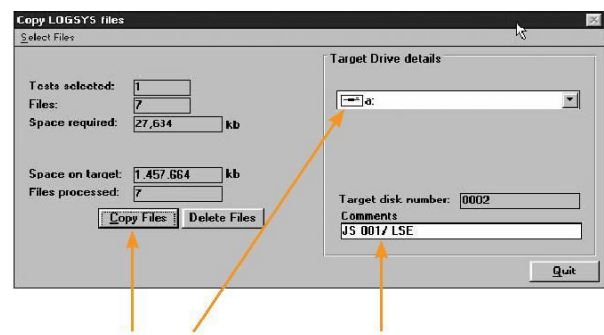 Copy LOGSYS files
Select Files
Target Drive details
Tests selected: 1
Files: 7
Space required: 27,634 kb
a:
Space on target: 1.457.664 kb
Files processed: 7
Target disk number: 0002
Comments
JS 0017 LSE
Copy Files
Delete Files
Quit